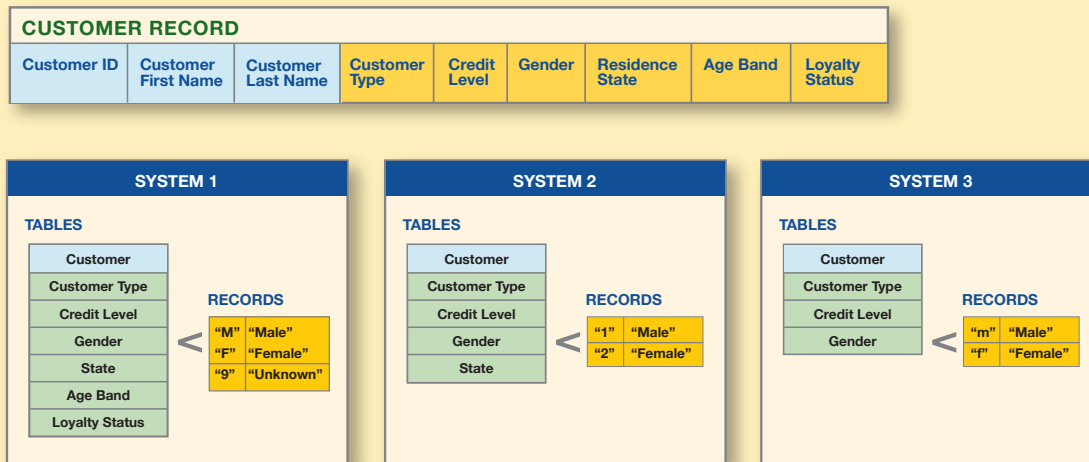 CUSTOMER RECORD
Customer ID
Customer
First Name
Customer
Last Name
Customer
Type
Credit
Level
Gender
Residence
State
Age Band
Loyalty
Status
SYSTEM 1
TABLES
Customer
Customer Type
Credit Level
Gender
State
Age Band
Loyalty Status
<
RECORDS
“M” “Male”
“F” “Female”
“9” “Unknown”
SYSTEM 2
TABLES
Customer
Customer Type
Credit Level
Gender
State
<
RECORDS
“1” “Male”
“2” “Female”
SYSTEM 3
TABLES
Customer
Customer Type
Credit Level
Gender
<
RECORDS
“m” “Male”
“f” “Female”